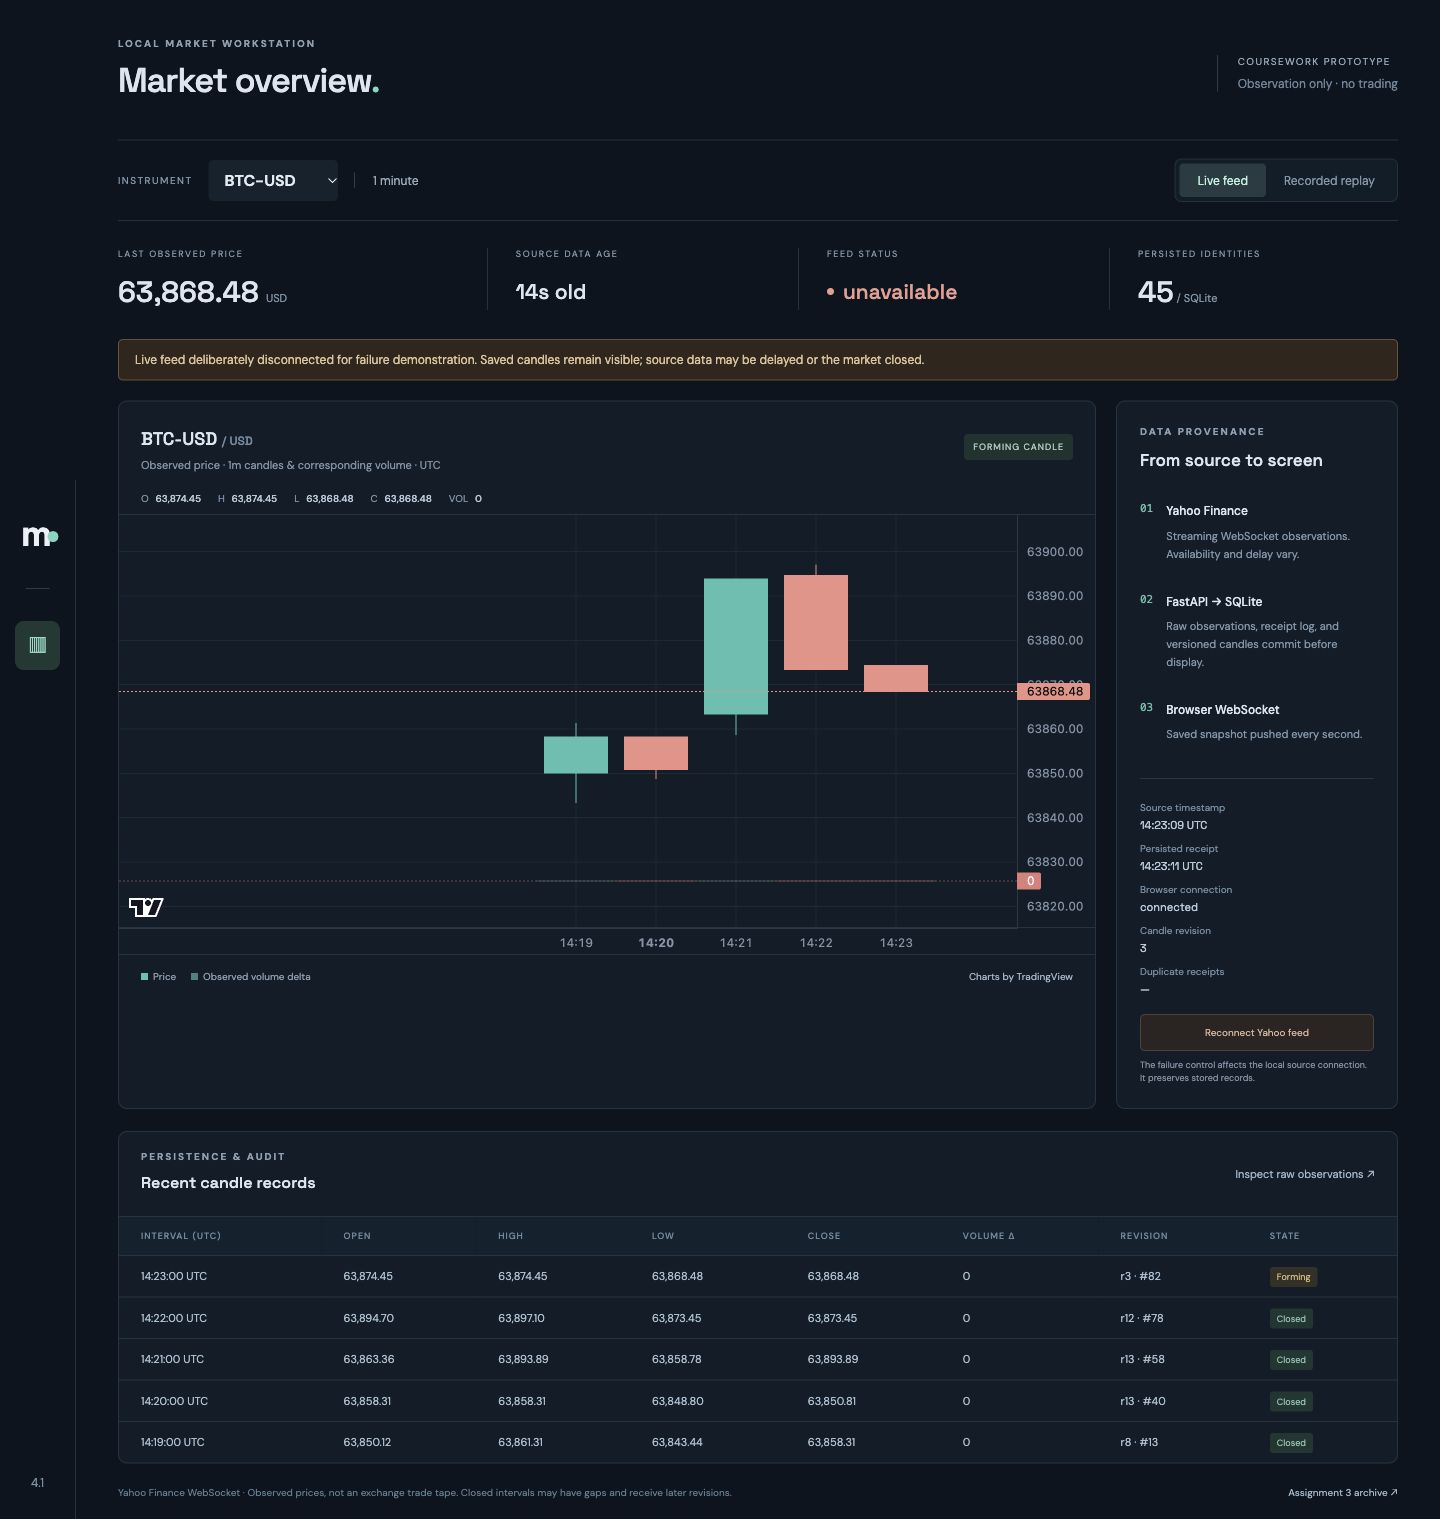 LOCAL MARKET WORKSTATION
Market overview.
COURSEWORK PROTOTYPE
Observation only · no trading
INSTRUMENT BTC-USD 1 minute
Live feed Recorded replay
LAST OBSERVED PRICE
63,868.48 USD
SOURCE DATA AGE
14s old
FEED STATUS
unavailable
PERSISTED IDENTITIES
45 / SQLite
Live feed deliberately disconnected for failure demonstration. Saved candles remain visible; source data may be delayed or the market closed.
m
BTC-USD / USD
Observed price · 1m candles & corresponding volume · UTC
FORMING CANDLE
O 63,874.45 H 63,874.45 L 63,868.48 C 63,868.48 VOL 0
63900.00
63890.00
63880.00
63868.48
63860.00
63850.00
63840.00
63830.00
0
63820.00
14:19 14:20 14:21 14:22 14:23
Price Observed volume delta
Charts by TradingView
DATA PROVENANCE
From source to screen
01 Yahoo Finance
Streaming WebSocket observations.
Availability and delay vary.
02 FastAPI → SQLite
Raw observations, receipt log, and
versioned candles commit before
display.
03 Browser WebSocket
Saved snapshot pushed every second.
Source timestamp
14:23:09 UTC
Persisted receipt
14:23:11 UTC
Browser connection
connected
Candle revision
3
Duplicate receipts
—
Reconnect Yahoo feed
The failure control affects the local source connection.
It preserves stored records.
PERSISTENCE & AUDIT
Recent candle records
Inspect raw observations ↗
INTERVAL (UTC) OPEN HIGH LOW CLOSE VOLUME Δ REVISION STATE
14:23:00 UTC 63,874.45 63,874.45 63,868.48 63,868.48 0 r3 · #82 Forming
14:22:00 UTC 63,894.70 63,897.10 63,873.45 63,873.45 0 r12 · #78 Closed
14:21:00 UTC 63,863.36 63,893.89 63,858.78 63,893.89 0 r13 · #58 Closed
14:20:00 UTC 63,858.31 63,858.31 63,848.80 63,850.81 0 r13 · #40 Closed
14:19:00 UTC 63,850.12 63,861.31 63,843.44 63,858.31 0 r8 · #13 Closed
4.1
Yahoo Finance WebSocket · Observed prices, not an exchange trade tape. Closed intervals may have gaps and receive later revisions.
Assignment 3 archive ↗